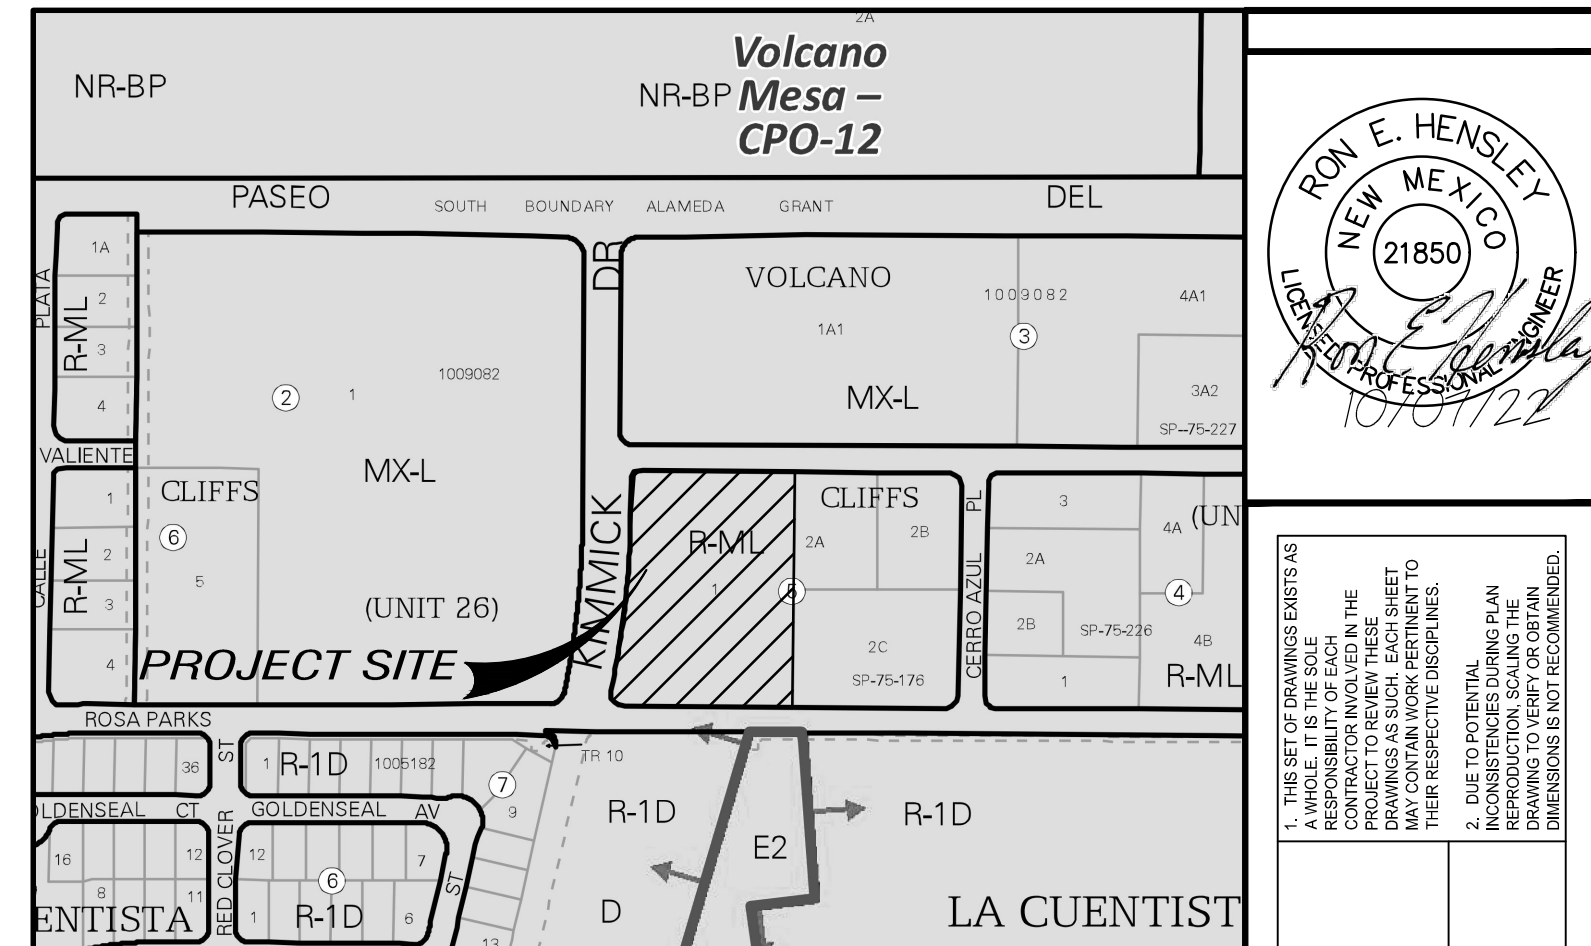 2A
Volcano
Mesa –
CPO-12
NR-BP
NR-BP
PASEO
SOUTH BOUNDARY ALAMEDA GRANT
DEL
1A
2
3
4
PLATA
R-ML
DR
VOLCANO
1009082
4A1
1A1
3
MX-L
3A2
SP--75-227
1009082
2
1
MX-L
VALIENTE
CLIFFS
6
5
1
2
3
4
CALLE
R-ML
(UNIT 26)
KIMMICK
PROJECT SITE
R-ML
1
5
CLIFFS
2A
2B
2C
SP-75-176
CERRO AZUL PL
3
4A
(UN
2A
4
2B
SP-75-226
4B
1
R-ML
ROSA PARKS
ST
36
1
R-1D
1005182
7
9
TR 10
R-1D
R-1D
E2
OLDENSEAL CT
GOLDENSEAL AV
RED CLOVER
16
12
12
7
8
11
6
ST
1
R-1D
6
13
D
ENTISTA
LA CUENTIST
RON E. HENSLEY
NEW MEXICO
21850
LICENSED PROFESSIONAL ENGINEER
Ron E Hensley
10/07/22
1. THIS SET OF DRAWINGS EXISTS AS
A WHOLE. IT IS THE SOLE
RESPONSIBILITY OF EACH
CONTRACTOR INVOLVED IN THE
PROJECT TO REVIEW THESE
DRAWINGS AS SUCH. EACH SHEET
MAY CONTAIN WORK PERTINENT TO
THEIR RESPECTIVE DISCIPLINES.
2. DUE TO POTENTIAL
INCONSISTENCIES DURING PLAN
REPRODUCTION, SCALING THE
DRAWING TO VERIFY OR OBTAIN
DIMENSIONS IS NOT RECOMMENDED.